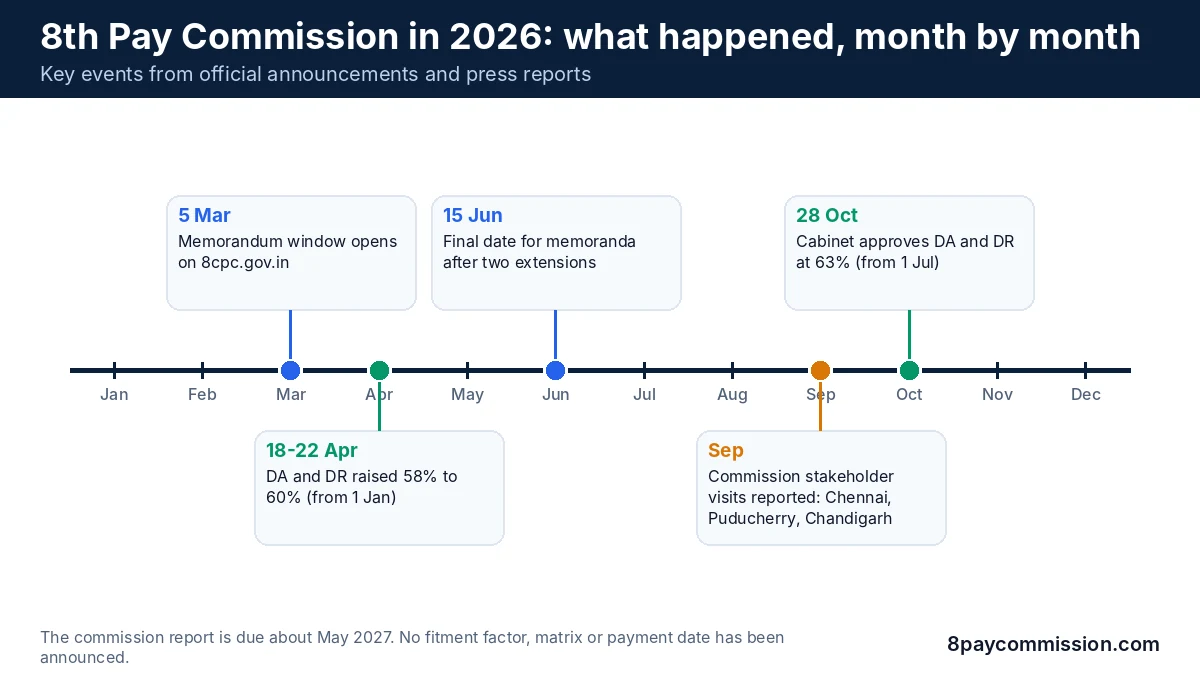 8th Pay Commission in 2026: what happened, month by month
Key events from official announcements and press reports
5 Mar
Memorandum window opens
on 8cpc.gov.in
15 Jun
Final date for memoranda
after two extensions
28 Oct
Cabinet approves DA and DR
at 63% (from 1 Jul)
Jan
Feb
Mar
Apr
May
Jun
Jul
Aug
Sep
Oct
Nov
Dec
18-22 Apr
DA and DR raised 58% to
60% (from 1 Jan)
Sep
Commission stakeholder
visits reported: Chennai,
Puducherry, Chandigarh
The commission report is due about May 2027. No fitment factor, matrix or payment date has been
announced.
8paycommission.com